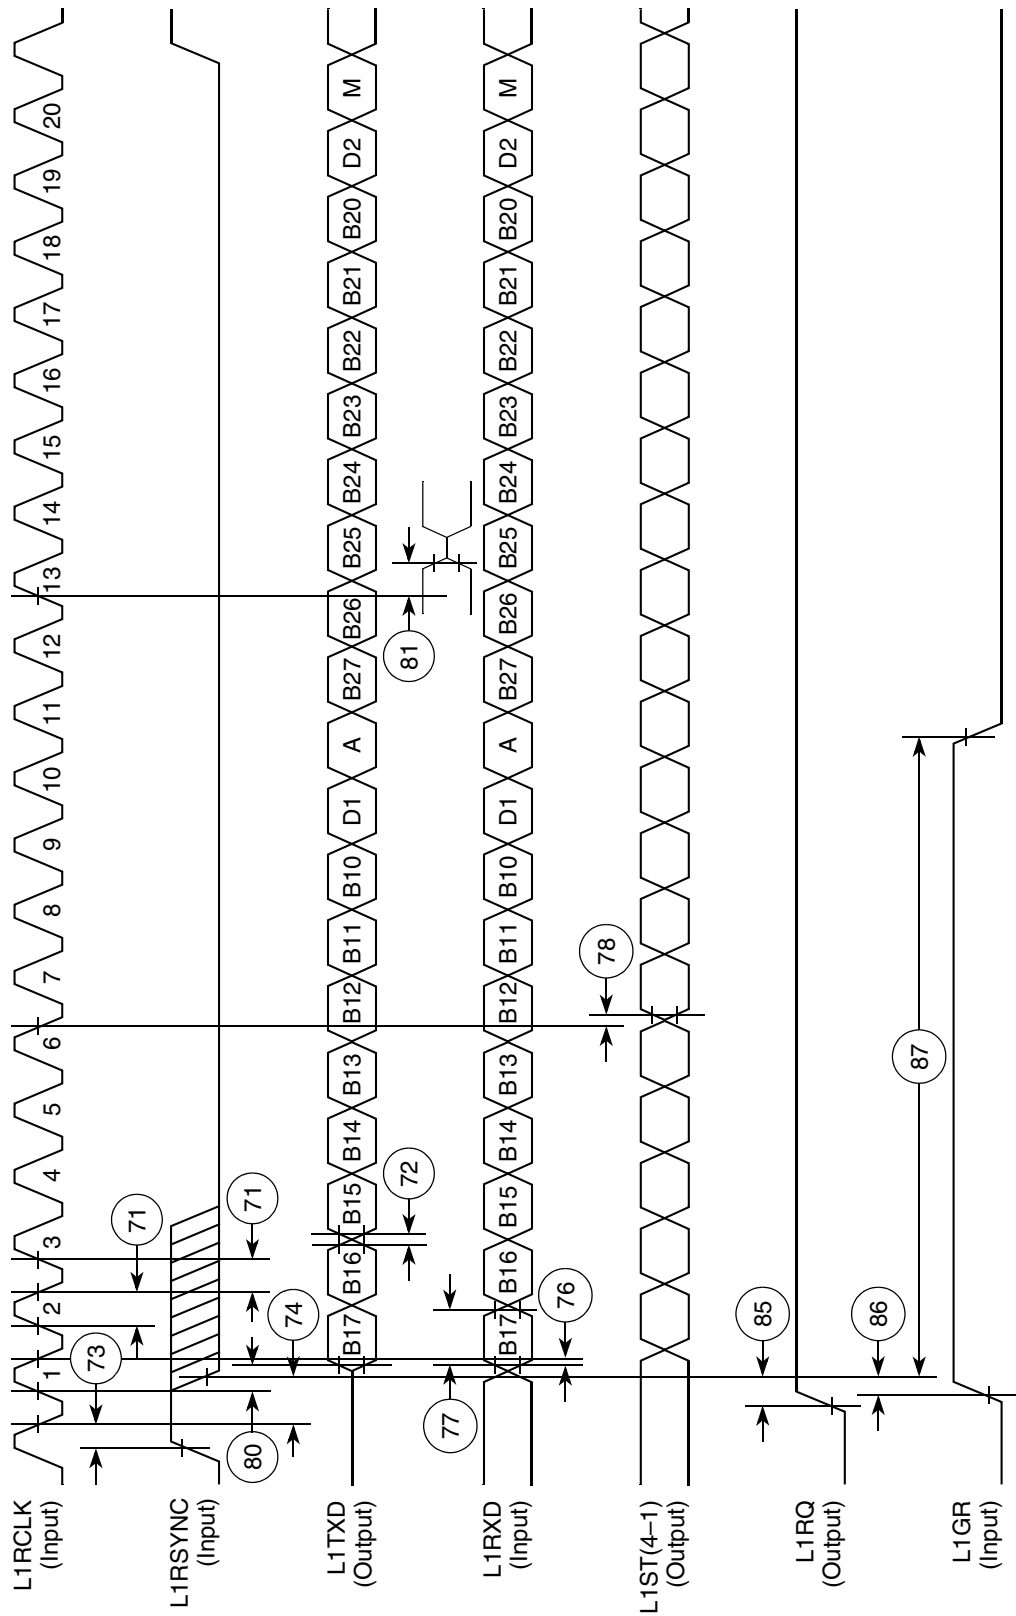 L1RCLK
(Input)
1 2 3 4 5 6 7 8 9 10 11 12 13 14 15 16 17 18 19 20
73
71
L1RSYNC
(Input)
80
74
71
L1TXD
(Output)
B17 B16 B15 B14 B13 B12 B11 B10 D1 A B27 B26 B25 B24 B23 B22 B21 B20 D2 M
72
81
77
L1RXD
(Input)
B17 B16 B15 B14 B13 B12 B11 B10 D1 A B27 B26 B25 B24 B23 B22 B21 B20 D2 M
76
78
L1ST(4–1)
(Output)
85
L1RQ
(Output)
86
87
L1GR
(Input)